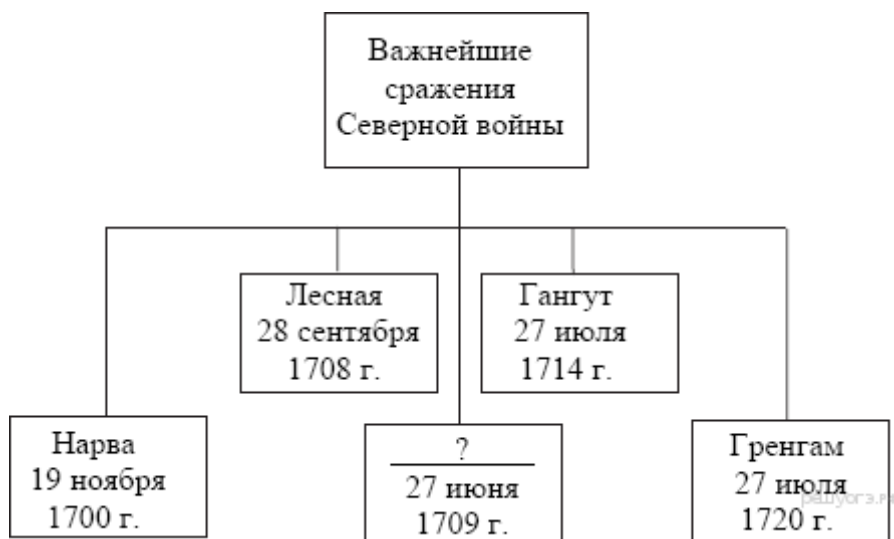 Важнейшие
сражения
Северной войны
Лесная
28 сентября
1708 г.
Гангут
27 июля
1714 г.
Нарва
19 ноября
1700 г.
?
27 июня
1709 г.
Гренгам
27 июля
1720 г.